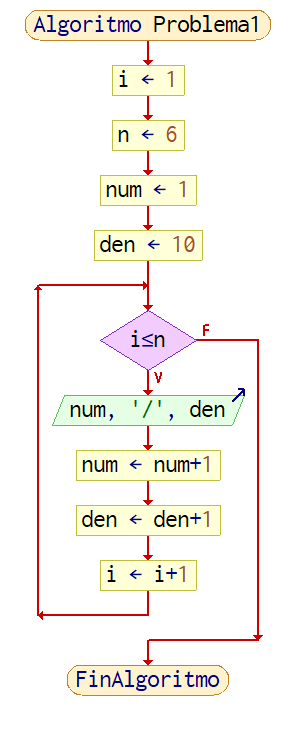 Algoritmo Problema1
i ← 1
n ← 6
num ← 1
den ← 10
i≤n
F
V
num, '/', den
num ← num+1
den ← den+1
i ← i+1
FinAlgoritmo